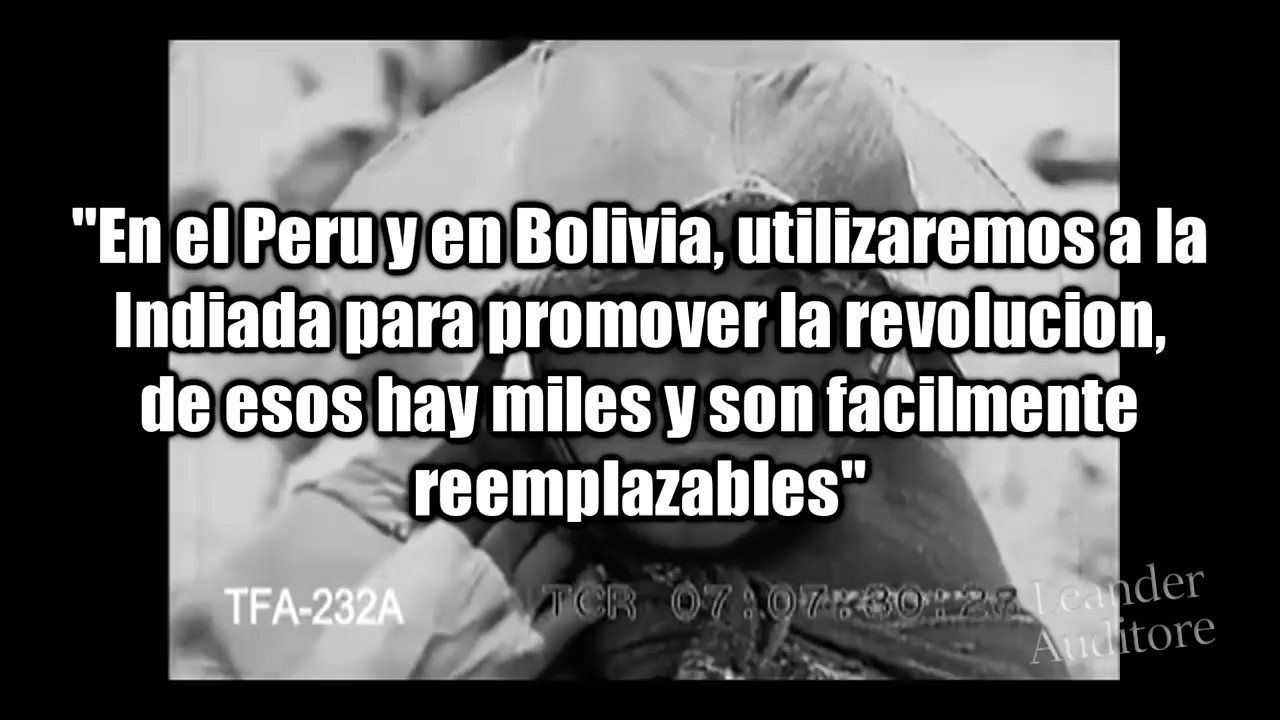 "En el Peru y en Bolivia, utilizaremos a la
Indiada para promover la revolucion,
de esos hay miles y son facilmente
reemplazables"
TFA-232A
TCR 07:07:30:27
Leander
Auditore